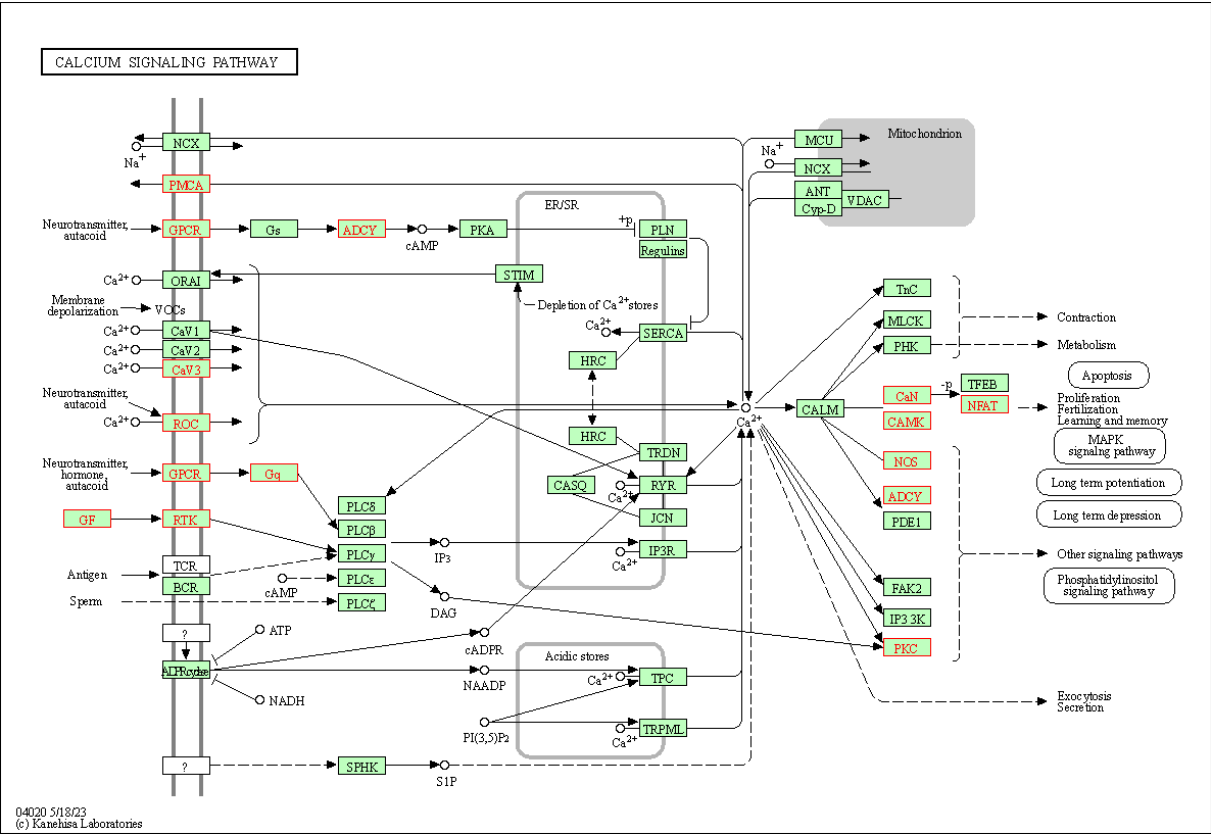 CALCIUM SIGNALING PATHWAY
NCX
Na+
PMCA
Neurotransmitter,
autacoid
GPCR
Gs
ADCY
cAMP
PKA
+p
PLN
Regulins
ER/SR
MCU
Mitochondrion
Na+
NCX
ANT
Cyp-D
VDAC
Ca2+
ORAI
STIM
Membrane
depolarization
VOCs
Depletion of Ca2+ stores
Ca2+
CaV1
Ca2+
CaV2
Ca2+
CaV3
Ca2+
SERCA
HRC
Neurotransmitter,
autacoid
Ca2+
ROC
HRC
TRDN
CASQ
Ca2+
RYR
JCN
Ca2+
IP3R
Neurotransmitter,
hormone,
autacoid
GPCR
Gq
GF
RTK
PLCδ
PLCβ
PLCγ
PLCε
PLCζ
IP3
DAG
Antigen
TCR
BCR
cAMP
Sperm
?
ATP
cADPR
NAADP
NADH
Acidic stores
Ca2+
TPC
PI(3,5)P2
Ca2+
TRPML
?
SPHK
S1P
Ca2+
CALM
TnC
MLCK
PHK
Contraction
Metabolism
CaN
-p
TFEB
NFAT
CAMK
Apoptosis
Proliferation
Fertilization
Learning and memory
MAPK
signaling pathway
NOS
ADCY
PDE1
Long term potentiation
Long term depression
Other signaling pathways
Phosphatidylinositol
signaling pathway
FAK2
IP3 3K
PKC
Exocytosis
Secretion
04020 5/18/23
(c) Kanehisa Laboratories